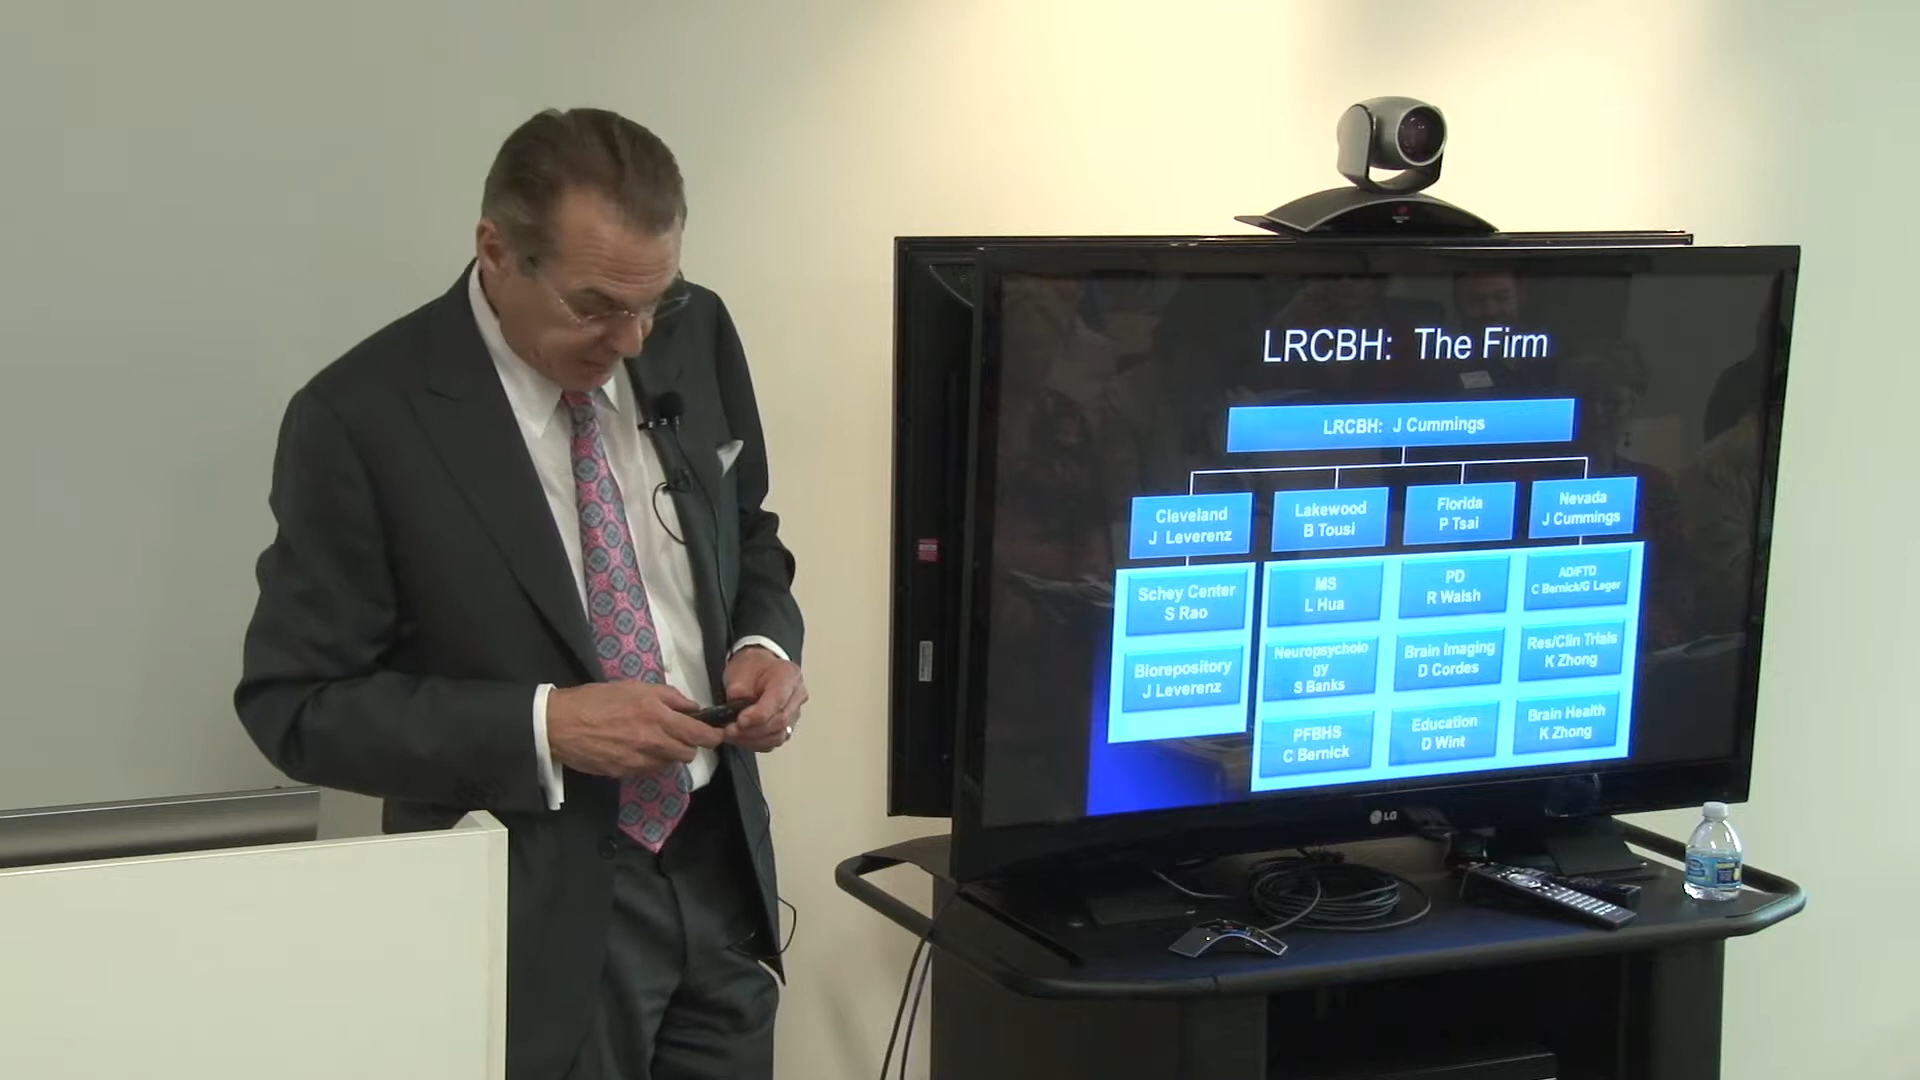 LRCBH: The Firm
LRCBH: J Cummings
Cleveland
J Leverenz
Lakewood
B Tousi
Florida
P Tsai
Nevada
J Cummings
Schey Center
S Rao
Biorepository
J Leverenz
MS
L Hua
PD
R Walsh
AD/FTD
C Bernick/G Leger
Neuropsycholo
gy
S Banks
Brain Imaging
D Cordes
Res/Clin Trials
K Zhong
PFBHS
C Bernick
Education
D Wint
Brain Health
K Zhong
LG